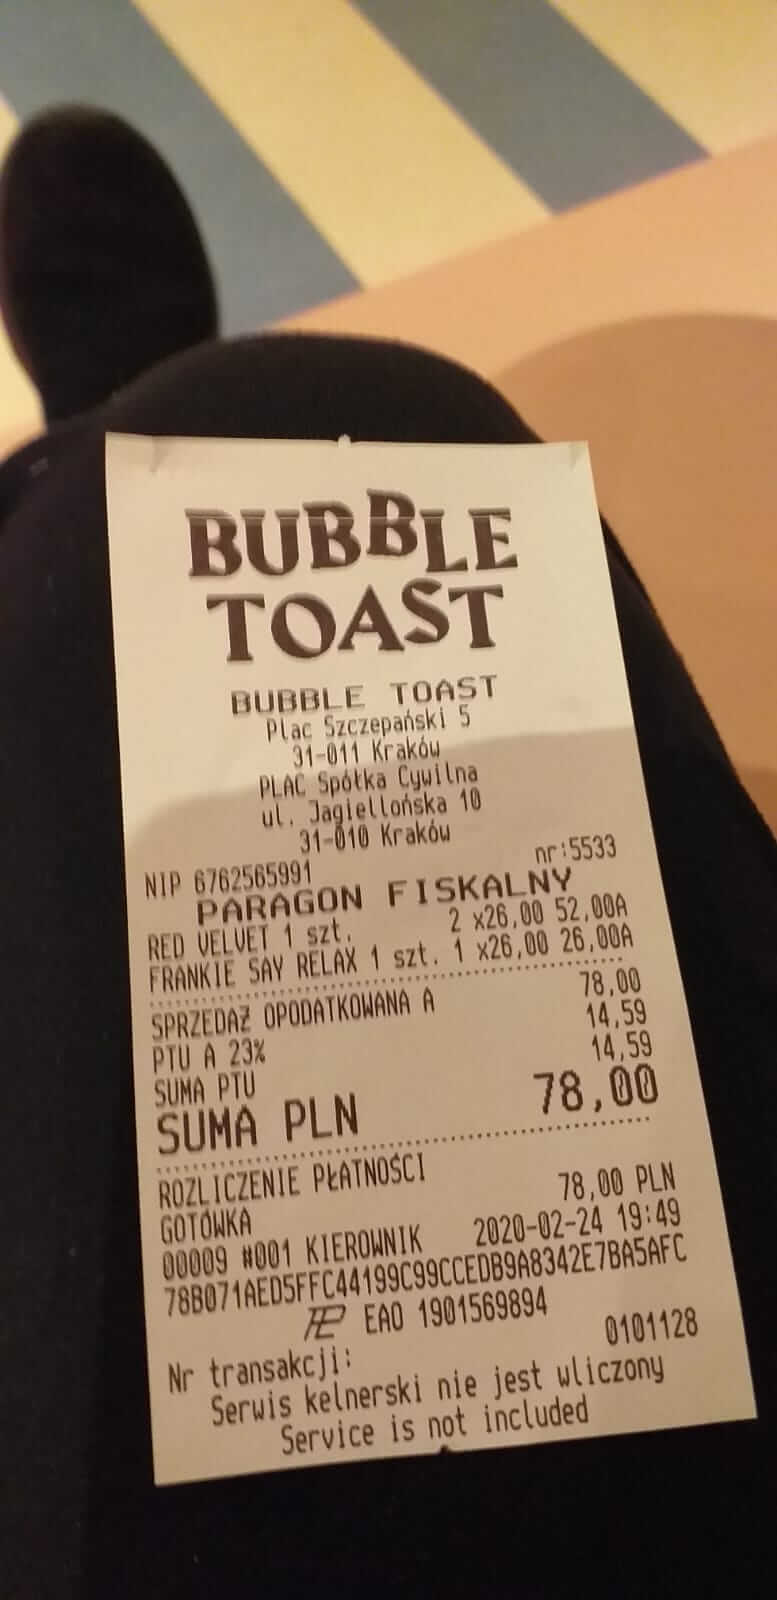 BUBBLE
TOAST
BUBBLE TOAST
Plac Szczepański 5
31-011 Kraków
PLAC Spółka Cywilna
ul. Jagiellońska 10
31-010 Kraków
NIP 6762565991 nr:5533
PARAGON FISKALNY
RED VELVET 1 szt. 2 x26,00 52,00A
FRANKIE SAY RELAX 1 szt. 1 x26,00 26,00A
SPRZEDAŻ OPODATKOWANA A 78,00
PTU A 23% 14,59
SUMA PTU 14,59
SUMA PLN 78,00
ROZLICZENIE PŁATNOŚCI
GOTÓWKA 78,00 PLN
00009 #001 KIEROWNIK 2020-02-24 19:49
78B071AED5FFC44199C99CCEDB9A8342E7BA5AFC
EAO 1901569894
Nr transakcji: 0101128
Serwis kelnerski nie jest wliczony
Service is not included